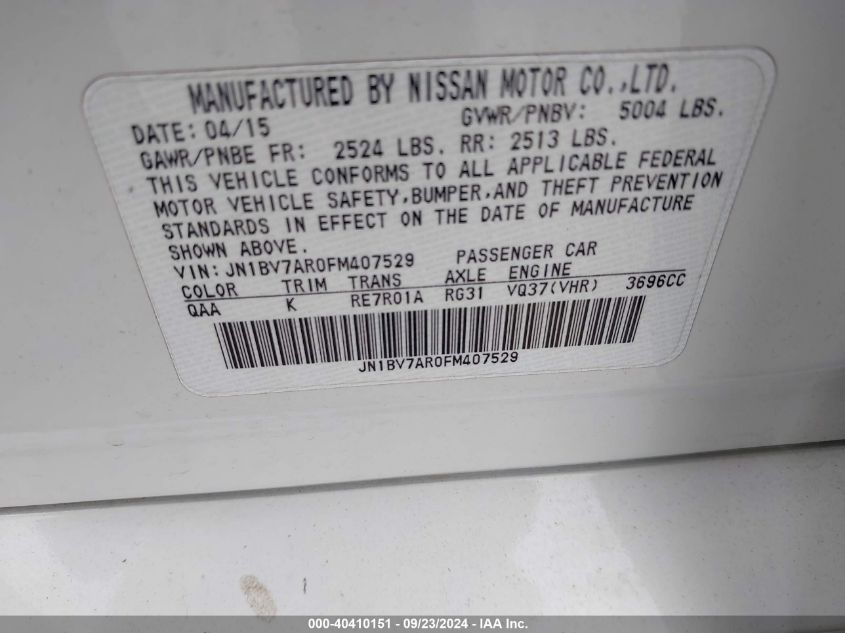 MANUFACTURED BY NISSAN MOTOR CO.,LTD.
DATE: 04/15 GVWR/PNBV: 5004 LBS.
GAWR/PNBE FR: 2524 LBS. RR: 2513 LBS.
THIS VEHICLE CONFORMS TO ALL APPLICABLE FEDERAL
MOTOR VEHICLE SAFETY,BUMPER,AND THEFT PREVENTION
STANDARDS IN EFFECT ON THE DATE OF MANUFACTURE
SHOWN ABOVE.
VIN: JN1BV7AR0FM407529 PASSENGER CAR
COLOR TRIM TRANS AXLE ENGINE
QAA K RE7R01A RG31 VQ37(VHR) 3696CC
JN1BV7AR0FM407529
000-40410151 - 09/23/2024 - IAA Inc.